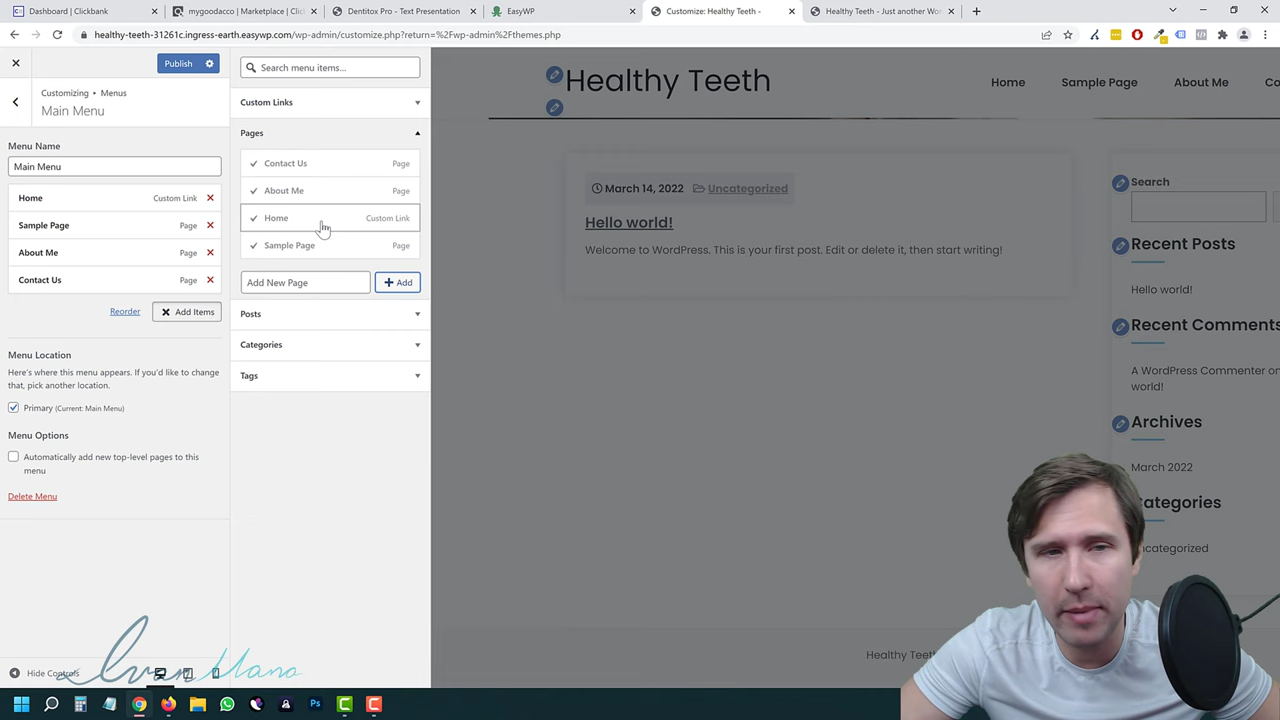 Dashboard | Clickbank
mygoodacco | Marketplace | Click
Dentitox Pro - Text Presentation
EasyWP
Customize: Healthy Teeth -
Healthy Teeth - Just another Wo
healthy-teeth-31261c.ingress-earth.easywp.com/wp-admin/customize.php?return=%2Fwp-admin%2Fthemes.php
Publish
Customizing • Menus
Main Menu
Menu Name
Main Menu
Home Custom Link
Sample Page Page
About Me Page
Contact Us Page
Reorder
Add Items
Menu Location
Here's where this menu appears. If you'd like to change
that, pick another location.
Primary (Current: Main Menu)
Menu Options
Automatically add new top-level pages to this
menu
Delete Menu
Hide Controls
Ivan Mana
Search menu items...
Custom Links
Pages
Contact Us Page
About Me Page
Home Custom Link
Sample Page Page
Add New Page
+ Add
Posts
Categories
Tags
Healthy Teeth
Home
Sample Page
About Me
Co
March 14, 2022
Uncategorized
Hello world!
Welcome to WordPress. This is your first post. Edit or delete it, then start writing!
Search
Recent Posts
Hello world!
Recent Comments
A WordPress Commenter on
world!
Archives
March 2022
Categories
Uncategorized
Healthy Teeth